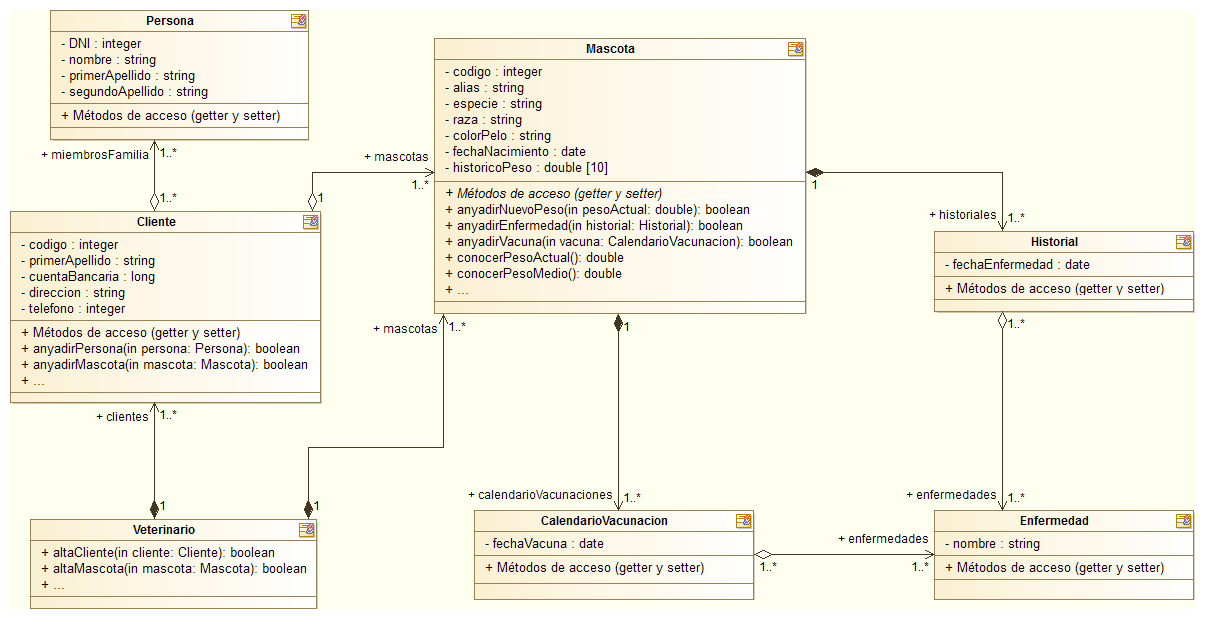 Persona
- DNI : integer
- nombre : string
- primerApellido : string
- segundoApellido : string
+ Métodos de acceso (getter y setter)
+ miembrosFamilia
1..*
1..*
Cliente
- codigo : integer
- primerApellido : string
- cuentaBancaria : long
- direccion : string
- telefono : integer
+ Métodos de acceso (getter y setter)
+ anyadirPersona(in persona: Persona): boolean
+ anyadirMascota(in mascota: Mascota): boolean
+ ...
+ clientes
1..*
1
Veterinario
+ altaCliente(in cliente: Cliente): boolean
+ altaMascota(in mascota: Mascota): boolean
+ ...
1
+ mascotas
1..*
1
+ mascotas
1..*
Mascota
- codigo : integer
- alias : string
- especie : string
- raza : string
- colorPelo : string
- fechaNacimiento : date
- historicoPeso : double [10]
+ Métodos de acceso (getter y setter)
+ anyadirNuevoPeso(in pesoActual: double): boolean
+ anyadirEnfermedad(in historial: Historial): boolean
+ anyadirVacuna(in vacuna: CalendarioVacunacion): boolean
+ conocerPesoActual(): double
+ conocerPesoMedio(): double
+ ...
1
+ calendarioVacunaciones
1..*
CalendarioVacunacion
- fechaVacuna : date
+ Métodos de acceso (getter y setter)
1..*
+ enfermedades
1..*
1
+ historiales
1..*
Historial
- fechaEnfermedad : date
+ Métodos de acceso (getter y setter)
1..*
+ enfermedades
1..*
Enfermedad
- nombre : string
+ Métodos de acceso (getter y setter)